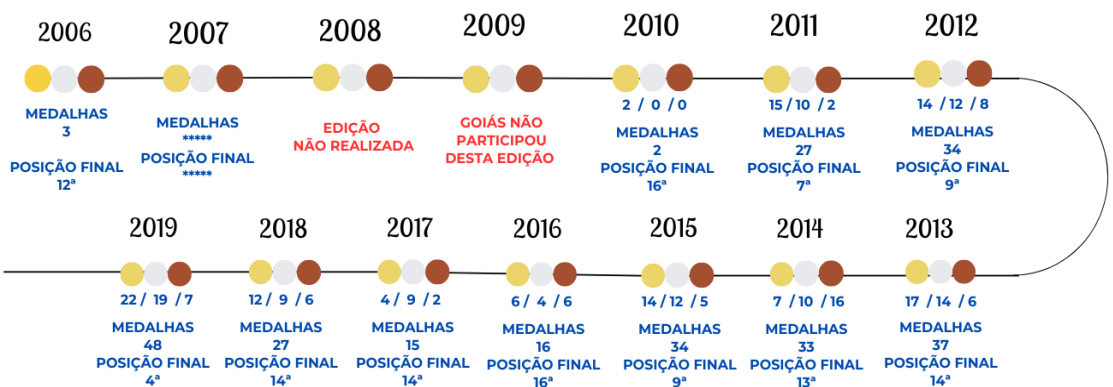 2006
MEDALHAS
3
POSIÇÃO FINAL
12ª
2007
MEDALHAS
*****
POSIÇÃO FINAL
*****
2008
EDIÇÃO
NÃO REALIZADA
2009
GOIÁS NÃO
PARTICIPOU
DESTA EDIÇÃO
2010
2 / 0 / 0
MEDALHAS
2
POSIÇÃO FINAL
16ª
2011
15 / 10 / 2
MEDALHAS
27
POSIÇÃO FINAL
7ª
2012
14 / 12 / 8
MEDALHAS
34
POSIÇÃO FINAL
9ª
2013
17 / 14 / 6
MEDALHAS
37
POSIÇÃO FINAL
14ª
2014
7 / 10 / 16
MEDALHAS
33
POSIÇÃO FINAL
13ª
2015
14 / 12 / 5
MEDALHAS
34
POSIÇÃO FINAL
9ª
2016
6 / 4 / 6
MEDALHAS
16
POSIÇÃO FINAL
16ª
2017
4 / 9 / 2
MEDALHAS
15
POSIÇÃO FINAL
14ª
2018
12 / 9 / 6
MEDALHAS
27
POSIÇÃO FINAL
14ª
2019
22 / 19 / 7
MEDALHAS
48
POSIÇÃO FINAL
4ª